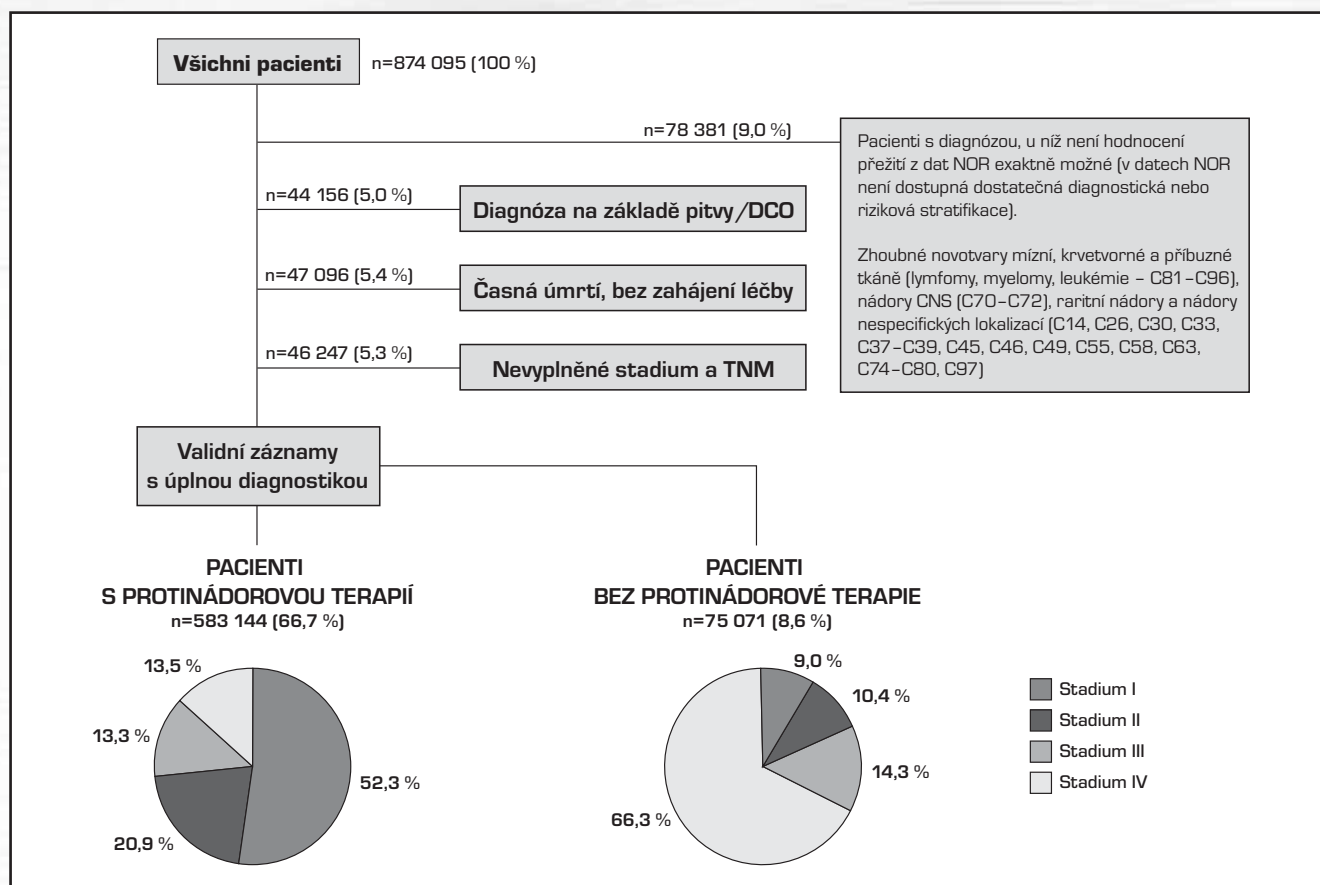 Všichni pacienti
n=874 095 (100 %)
n=78 381 (9,0 %)
Pacienti s diagnózou, u níž není hodnocení
přežití z dat NOR exaktně možné (v datech NOR
není dostupná dostatečná diagnostická nebo
riziková stratifikace).
Zhoubné novotvary mízní, krvetvorné a příbuzné
tkáně (lymfomy, myelomy, leukémie – C81–C96),
nádory CNS (C70–C72), raritní nádory a nádory
nespecifických lokalizací (C14, C26, C30, C33,
C37–C39, C45, C46, C49, C55, C58, C63,
C74–C80, C97)
n=44 156 (5,0 %)
Diagnóza na základě pitvy/DCO
n=47 096 (5,4 %)
Časná úmrtí, bez zahájení léčby
n=46 247 (5,3 %)
Nevyplněné stadium a TNM
Validní záznamy
s úplnou diagnostikou
PACIENTI
S PROTINÁDOROVOU TERAPIÍ
n=583 144 (66,7 %)
13,5 %
13,3 %
52,3 %
20,9 %
PACIENTI
BEZ PROTINÁDOROVÉ TERAPIE
n=75 071 (8,6 %)
9,0 %
10,4 %
14,3 %
66,3 %
Stadium I
Stadium II
Stadium III
Stadium IV